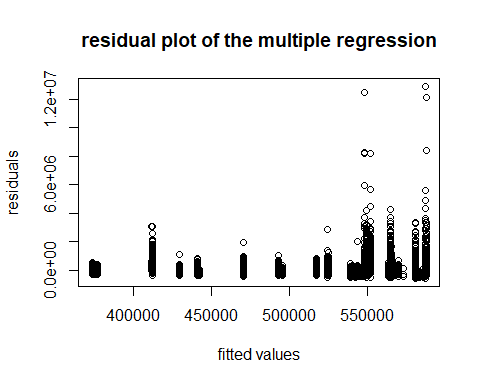 residual plot of the multiple regression
residuals
1.2e+07
6.0e+06
0.0e+00
400000
450000
500000
550000
fitted values